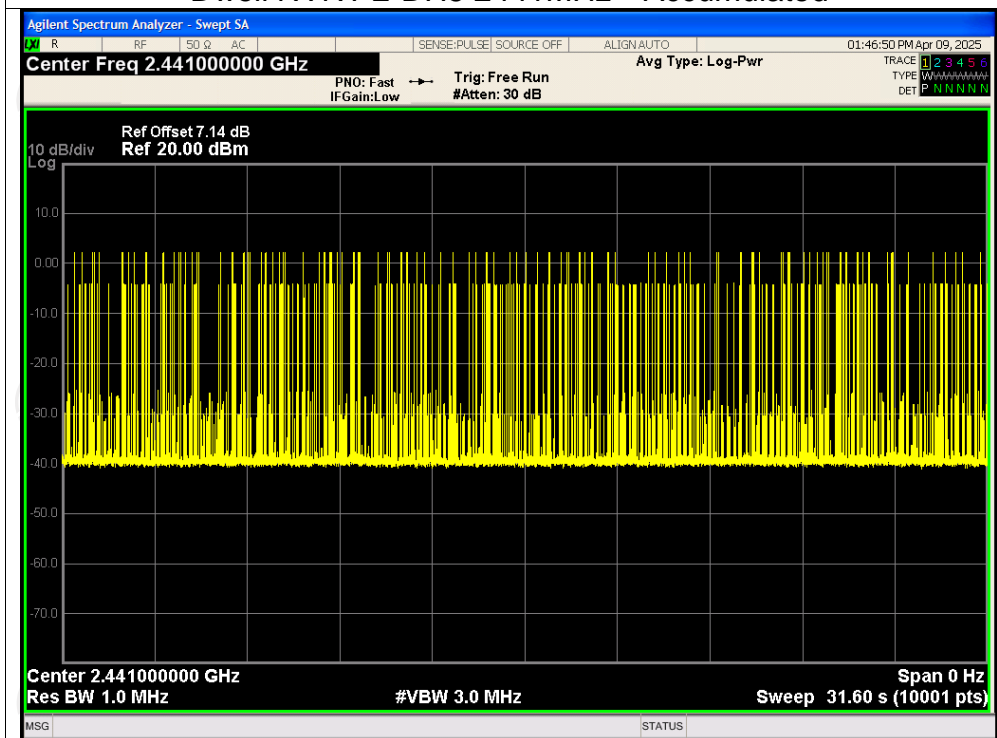 Agilent Spectrum Analyzer - Swept SA
LXI R RF 50 Ω AC SENSE:PULSE SOURCE OFF ALIGN AUTO 01:46:50 PM Apr 09, 2025
Center Freq 2.441000000 GHz
Avg Type: Log-Pwr
TRACE 1 2 3 4 5 6
PNO: Fast
Trig: Free Run
TYPE
IFGain:Low
#Atten: 30 dB
DET P N N N N N
Ref Offset 7.14 dB
10 dB/div Ref 20.00 dBm
Log
10.0
0.00
-10.0
-20.0
-30.0
-40.0
-50.0
-60.0
-70.0
Center 2.441000000 GHz Span 0 Hz
Res BW 1.0 MHz #VBW 3.0 MHz Sweep 31.60 s (10001 pts)
MSG STATUS